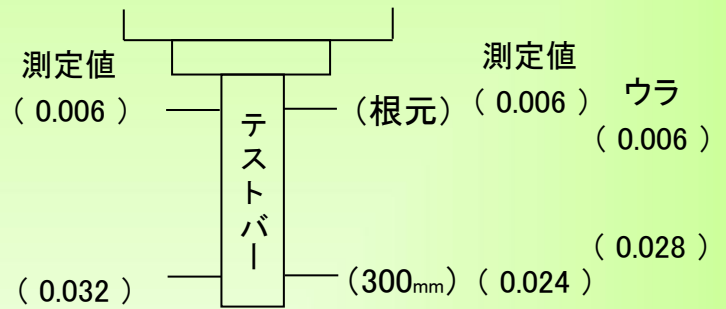 測定値
測定値
ウラ
( 0.006 )
(根元)
( 0.006 )
( 0.006 )
テストバー
( 0.028 )
( 0.032 )
(300mm)
( 0.024 )